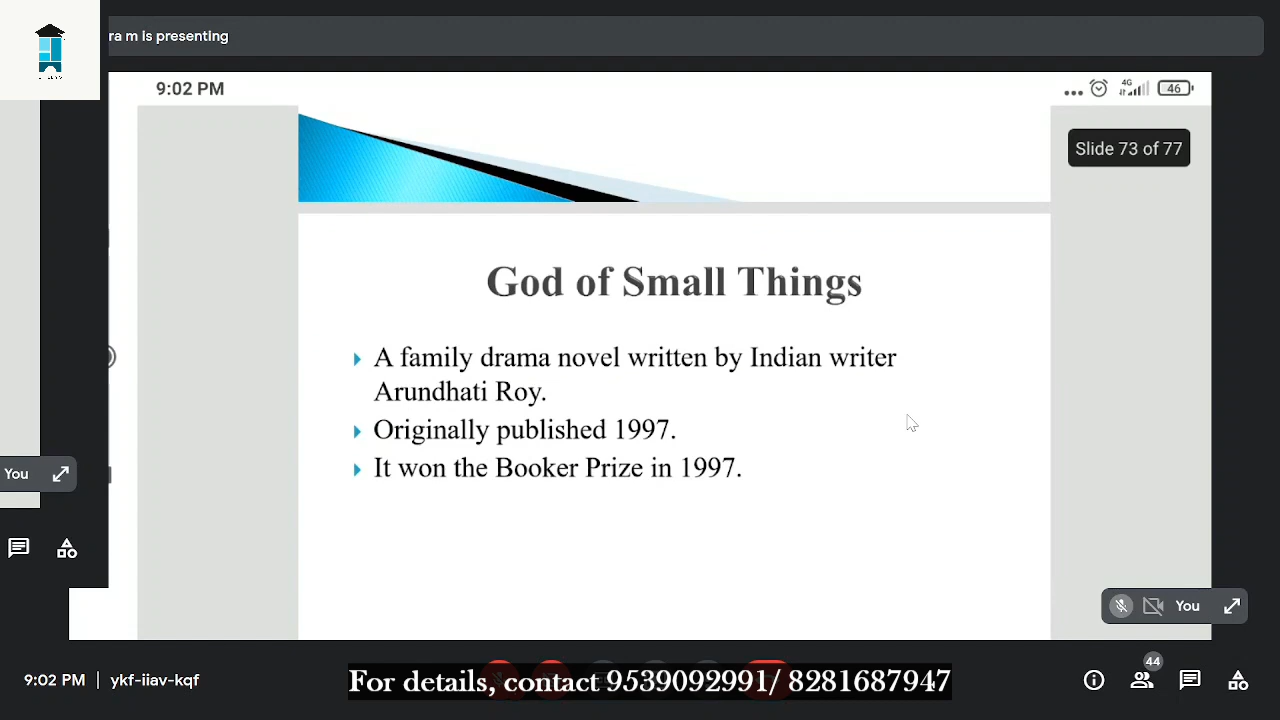 ra m is presenting
9:02 PM
4G
46
Slide 73 of 77
God of Small Things
A family drama novel written by Indian writer
Arundhati Roy.
Originally published 1997.
It won the Booker Prize in 1997.
You
You
44
9:02 PM | ykf-iiav-kqf
For details, contact 9539092991/ 8281687947